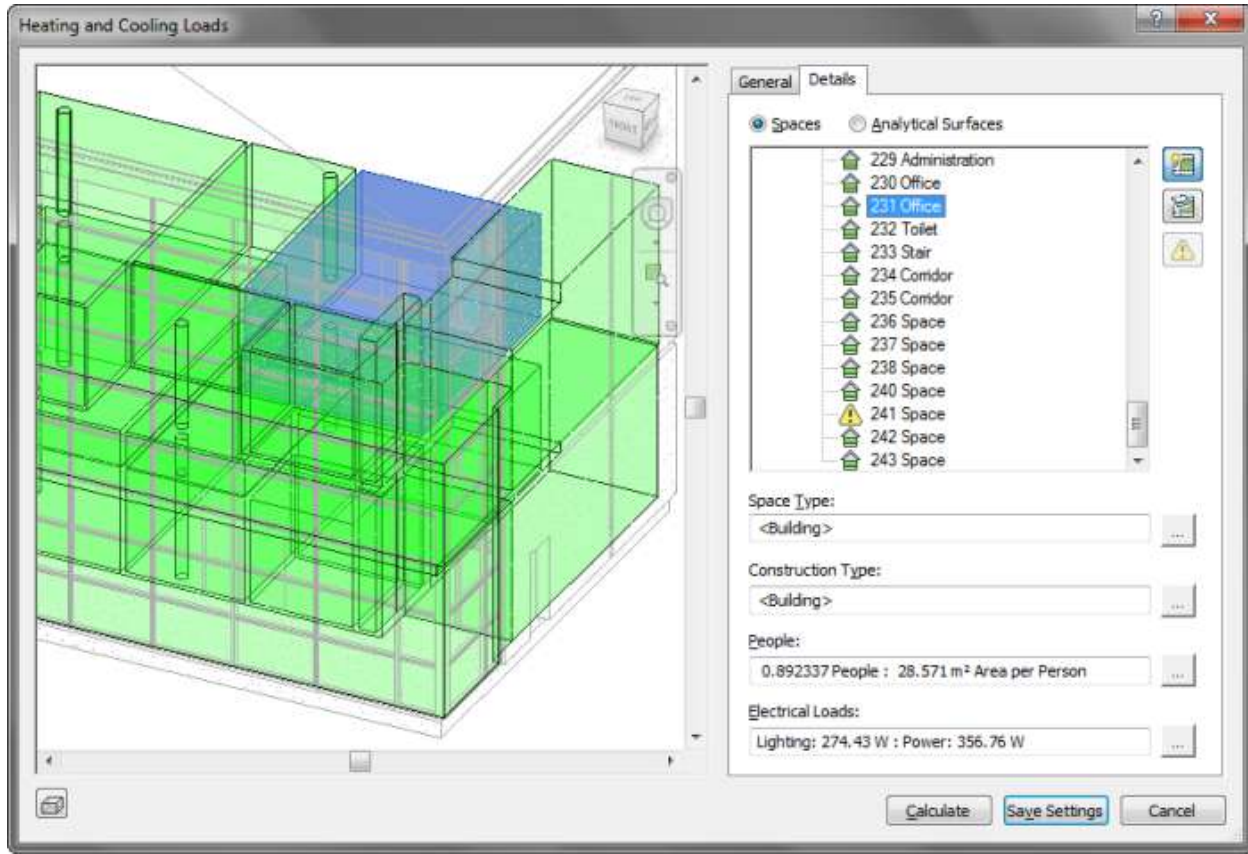 Heating and Cooling Loads
General
Details
Spaces
Analytical Surfaces
FRONT
229 Administration
230 Office
231 Office
232 Toilet
233 Stair
234 Corridor
235 Corridor
236 Space
237 Space
238 Space
240 Space
241 Space
242 Space
243 Space
Space Type:
<Building>
...
Construction Type:
<Building>
...
People:
0.892337 People : 28.571 m² Area per Person
...
Electrical Loads:
Lighting: 274.43 W : Power: 356.76 W
...
Calculate
Save Settings
Cancel